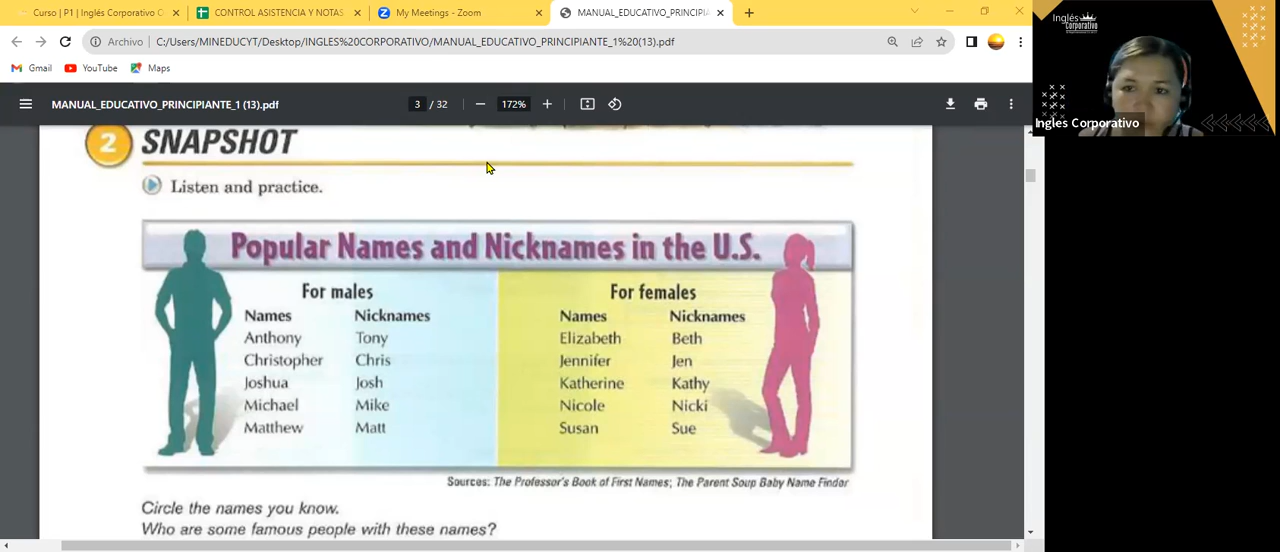 Curso | P1 | Inglés Corporativo C
CONTROL ASISTENCIA Y NOTAS
My Meetings - Zoom
MANUAL_EDUCATIVO_PRINCIPIA
Archivo
C:/Users/MINEDUCYT/Desktop/INGLES%20CORPORATIVO/MANUAL_EDUCATIVO_PRINCIPIANTE_1%20(13).pdf
Gmail
YouTube
Maps
MANUAL_EDUCATIVO_PRINCIPIANTE_1 (13).pdf
3 / 32
172%
2 SNAPSHOT
Listen and practice.
Popular Names and Nicknames in the U.S.
For males
Names Nicknames
Anthony Tony
Christopher Chris
Joshua Josh
Michael Mike
Matthew Matt
For females
Names Nicknames
Elizabeth Beth
Jennifer Jen
Katherine Kathy
Nicole Nicki
Susan Sue
Sources: The Professor's Book of First Names; The Parent Soup Baby Name Finder
Circle the names you know.
Who are some famous people with these names?
Inglés
Corporativo
Ingles Corporativo